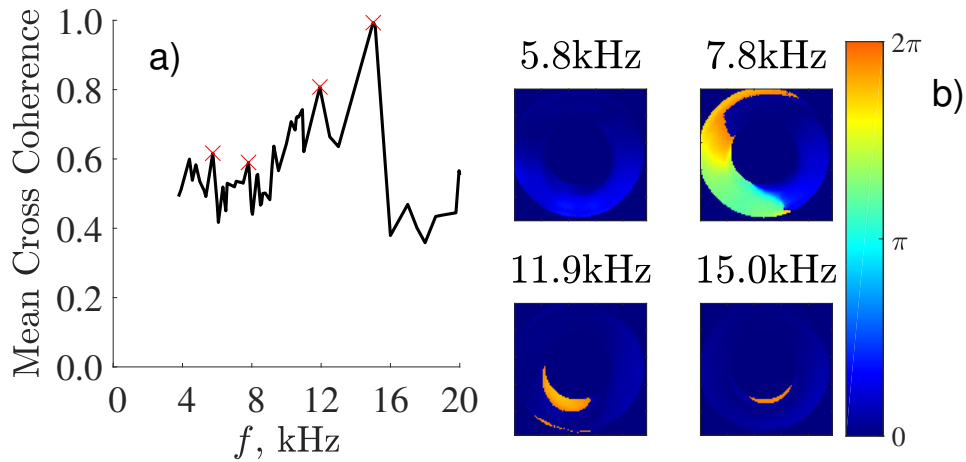 a)
Mean Cross Coherence
1.0
0.8
0.6
0.4
0.2
0.0
0 4 8 12 16 20
f, kHz
5.8kHz 7.8kHz
11.9kHz 15.0kHz
b)
2π
π
0